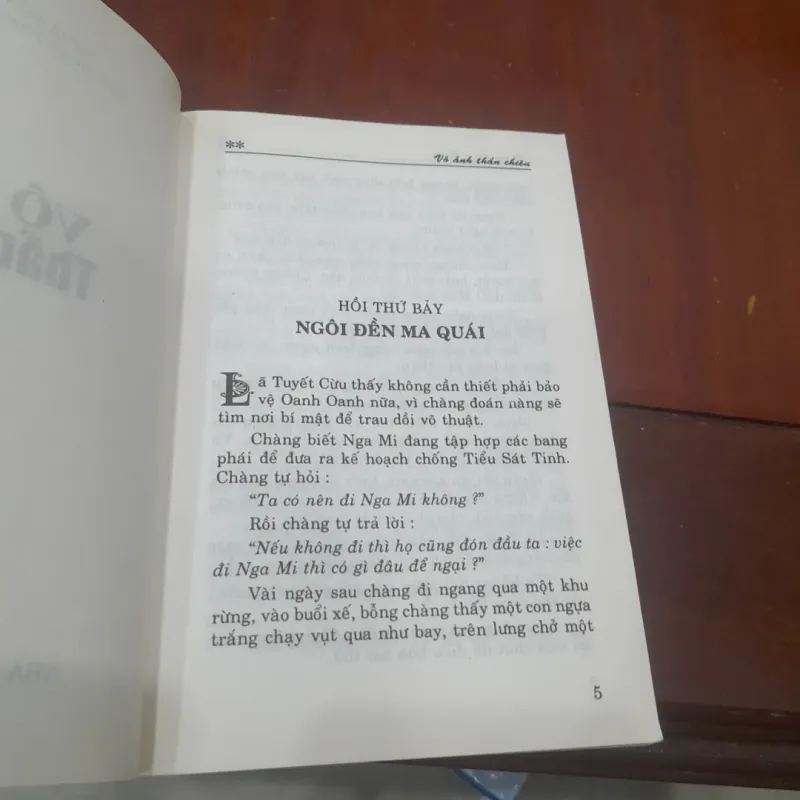 **
Vô ảnh thần chiêu
HỒI THỨ BẢY
NGÔI ĐỀN MA QUÁI
Lã Tuyết Cừu thấy không cần thiết phải bảo
vệ Oanh Oanh nữa, vì chàng đoán nàng sẽ
tìm nơi bí mật để trau dồi võ thuật.
Chàng biết Nga Mi đang tập hợp các bang
phái để đưa ra kế hoạch chống Tiểu Sát Tinh.
Chàng tự hỏi :
“Ta có nên đi Nga Mi không ?”
Rồi chàng tự trả lời :
“Nếu không đi thì họ cũng đón đầu ta : việc
đi Nga Mi thì có gì đâu để ngại ?”
Vài ngày sau chàng đi ngang qua một khu
rừng, vào buổi xế, bỗng chàng thấy một con ngựa
trắng chạy vụt qua như bay, trên lưng chở một
5